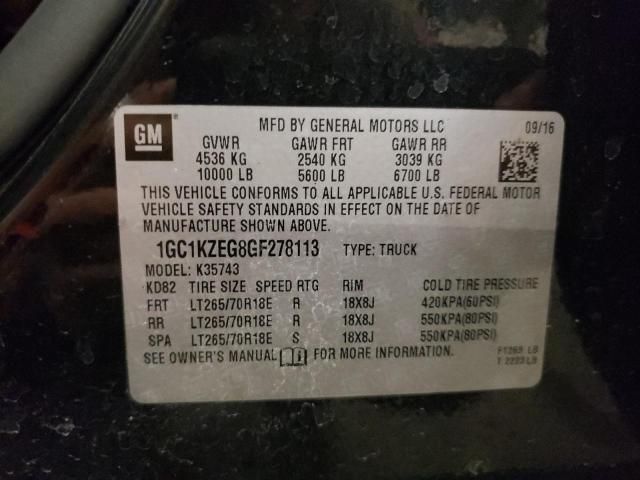 GM
MFD BY GENERAL MOTORS LLC 09/16
GVWR GAWR FRT GAWR RR
4536 KG 2540 KG 3039 KG
10000 LB 5600 LB 6700 LB
THIS VEHICLE CONFORMS TO ALL APPLICABLE U.S. FEDERAL MOTOR
VEHICLE SAFETY STANDARDS IN EFFECT ON THE DATE OF
MANUFACTURE SHOWN ABOVE.
1GC1KZEG8GF278113 TYPE: TRUCK
MODEL: K35743
KD82 TIRE SIZE SPEED RTG RIM COLD TIRE PRESSURE
FRT LT265/70R18E R 18X8J 420KPA(60PSI)
RR LT265/70R18E R 18X8J 550KPA(80PSI)
SPA LT265/70R18E S 18X8J 550KPA(80PSI)
SEE OWNER'S MANUAL FOR MORE INFORMATION.
F1269 LB
T 2223 LB